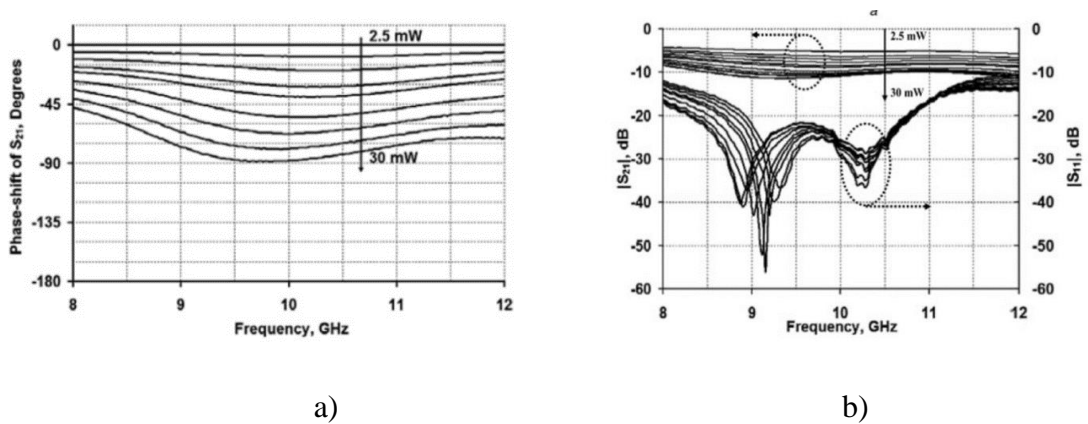 Phase-shift of S21, Degrees
0
-45
-90
-135
-180
2.5 mW
30 mW
8 9 10 11 12
Frequency, GHz
a)
a
|S21|, dB
0
-10
-20
-30
-40
-50
-60
2.5 mW
30 mW
0
-10
-20
-30
-40
-50
-60
|S11|, dB
8 9 10 11 12
Frequency, GHz
b)